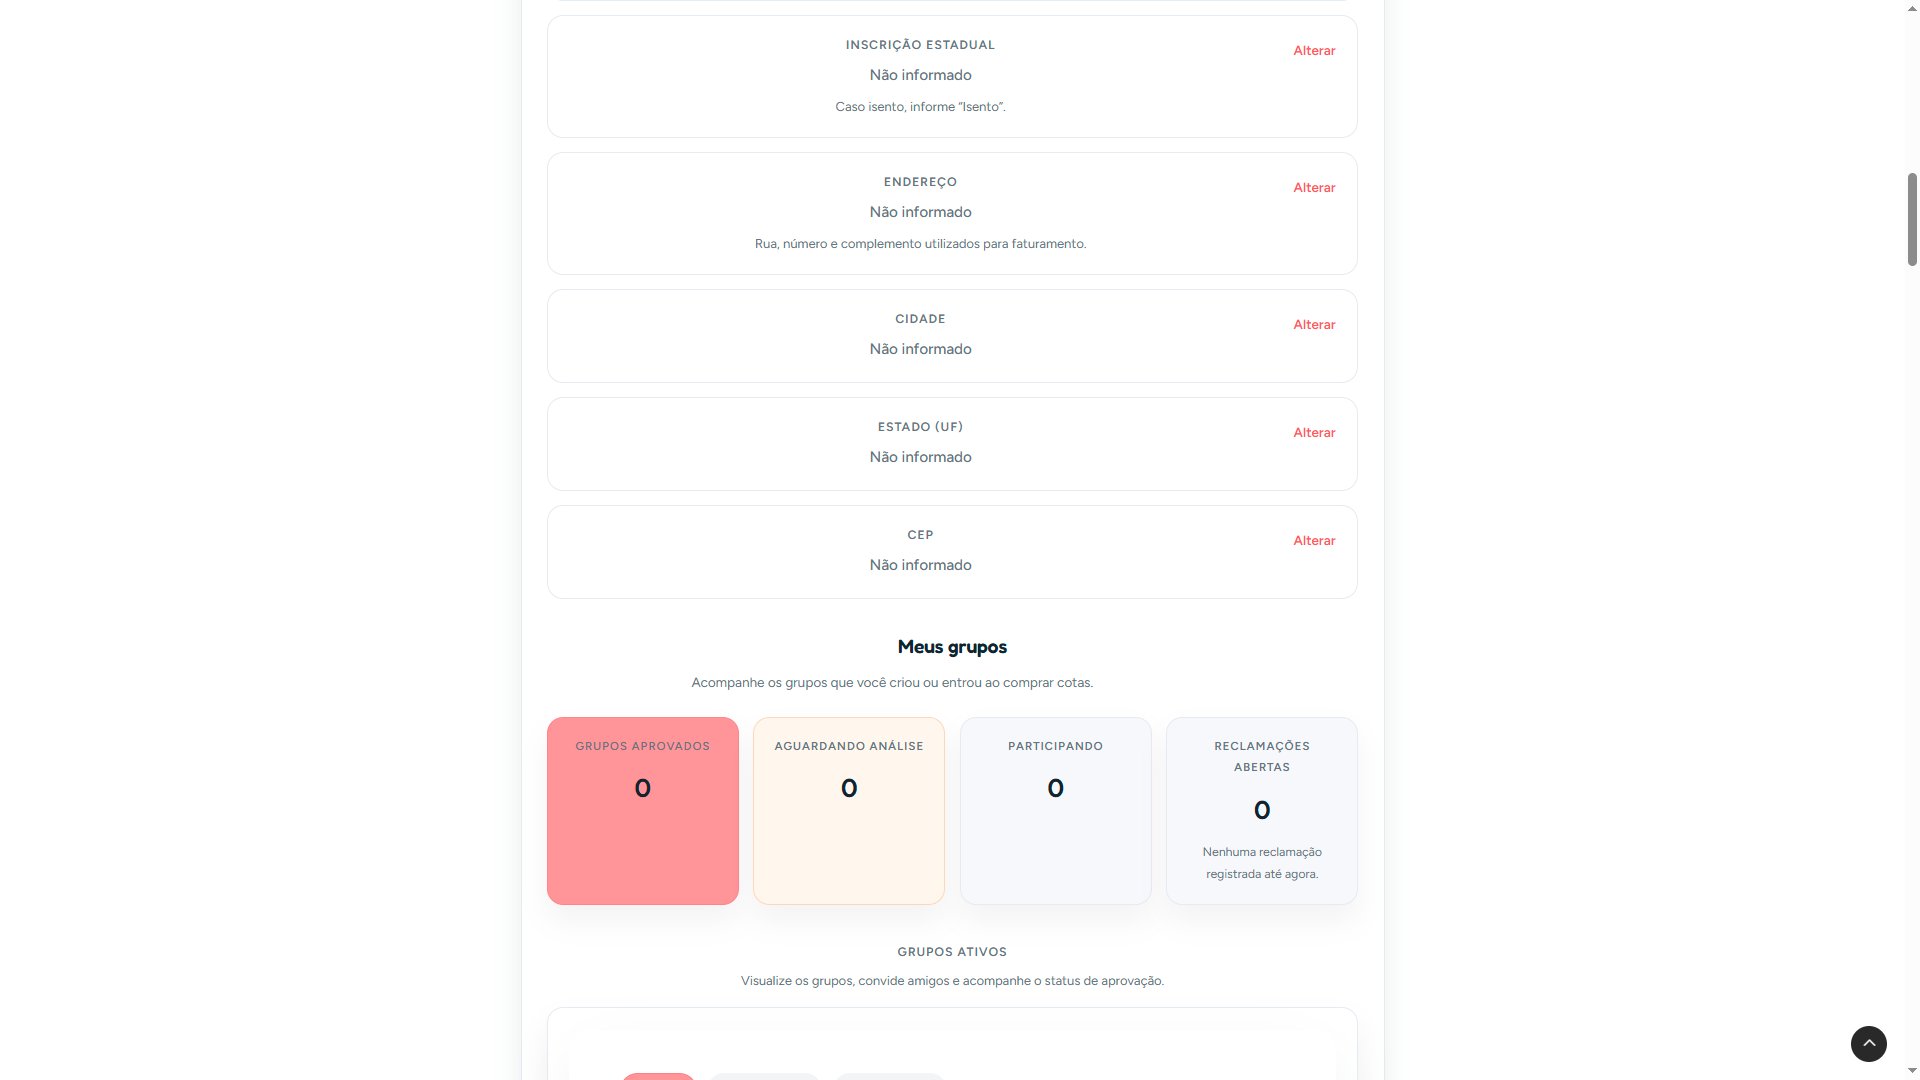 INSCRIÇÃO ESTADUAL
Alterar
Não informado
Caso isento, informe “Isento”.
ENDEREÇO
Alterar
Não informado
Rua, número e complemento utilizados para faturamento.
CIDADE
Alterar
Não informado
ESTADO (UF)
Alterar
Não informado
CEP
Alterar
Não informado
Meus grupos
Acompanhe os grupos que você criou ou entrou ao comprar cotas.
GRUPOS APROVADOS
0
AGUARDANDO ANÁLISE
0
PARTICIPANDO
0
RECLAMAÇÕES
ABERTAS
0
Nenhuma reclamação
registrada até agora.
GRUPOS ATIVOS
Visualize os grupos, convide amigos e acompanhe o status de aprovação.